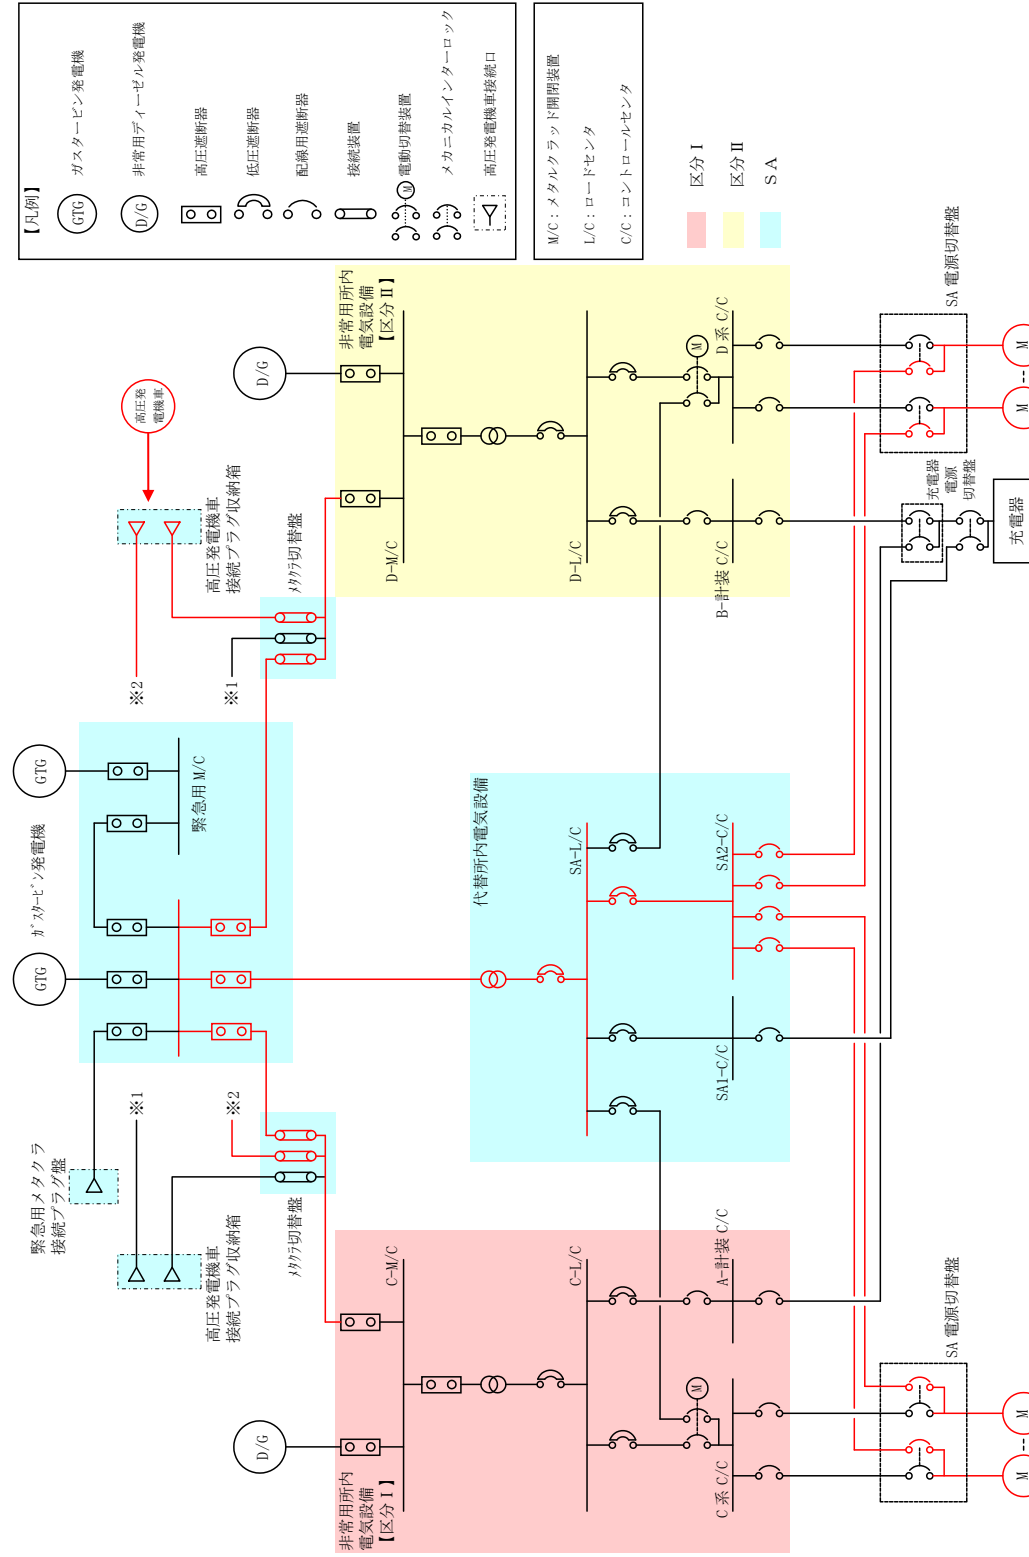 【凡例】
GTG
ガスタービン発電機
D/G
非常用ディーゼル発電機
高圧遮断器
低圧遮断器
配線用遮断器
接続装置
M
電動切替装置
メカニカルインターロック
高圧発電機車接続口
M/C：メタルクラッド開閉装置
L/C：ロードセンタ
C/C：コントロールセンタ
区分Ⅰ
区分Ⅱ
ＳＡ
緊急用メタクラ
接続プラグ盤
GTG
ｶﾞｽﾀｰﾋﾞﾝ発電機
GTG
緊急用 M/C
※1
※2
高圧発電機車
接続プラグ収納箱
ﾒﾀｸﾗ切替盤
高圧発
電機車
※2
※1
高圧発電機車
接続プラグ収納箱
ﾒﾀｸﾗ切替盤
D/G
非常用所内
電気設備
【区分Ⅰ】
C-M/C
C-L/C
M
C 系 C/C
A-計装 C/C
代替所内電気設備
SA-L/C
SA1-C/C
SA2-C/C
D/G
非常用所内
電気設備
【区分Ⅱ】
D-M/C
D-L/C
M
B-計装 C/C
D 系 C/C
SA 電源切替盤
M
M
充電器
電源
切替盤
充電器
SA 電源切替盤
M
M